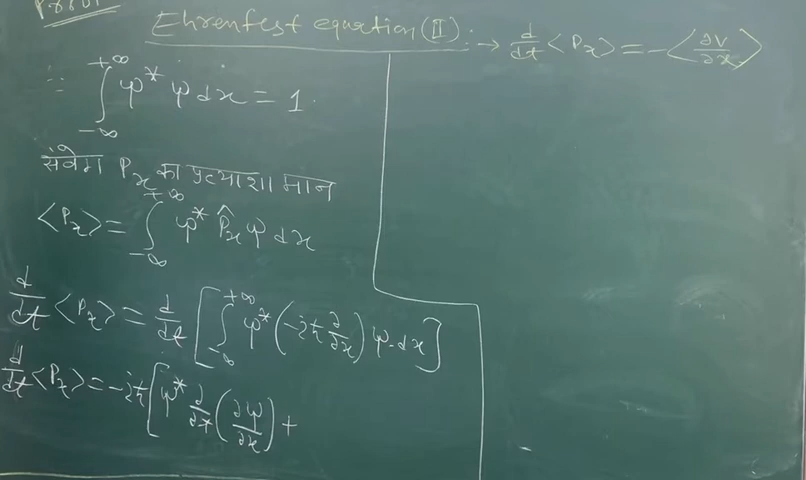 Proof
Ehrenfest equation (II) :→ d/dt <Px> = -<∂V/∂x>
∵ ∫_{-∞}^{+∞} ψ* ψ dx = 1.
संवेग Px का प्रत्याशा मान
<Px> = ∫_{-∞}^{+∞} ψ* P̂x ψ dx
d/dt <Px> = d/dt [∫_{-∞}^{+∞} ψ* (-iħ ∂/∂x) ψ dx]
d/dt <Px> = -iħ [ψ* ∂/∂t (∂ψ/∂x) +